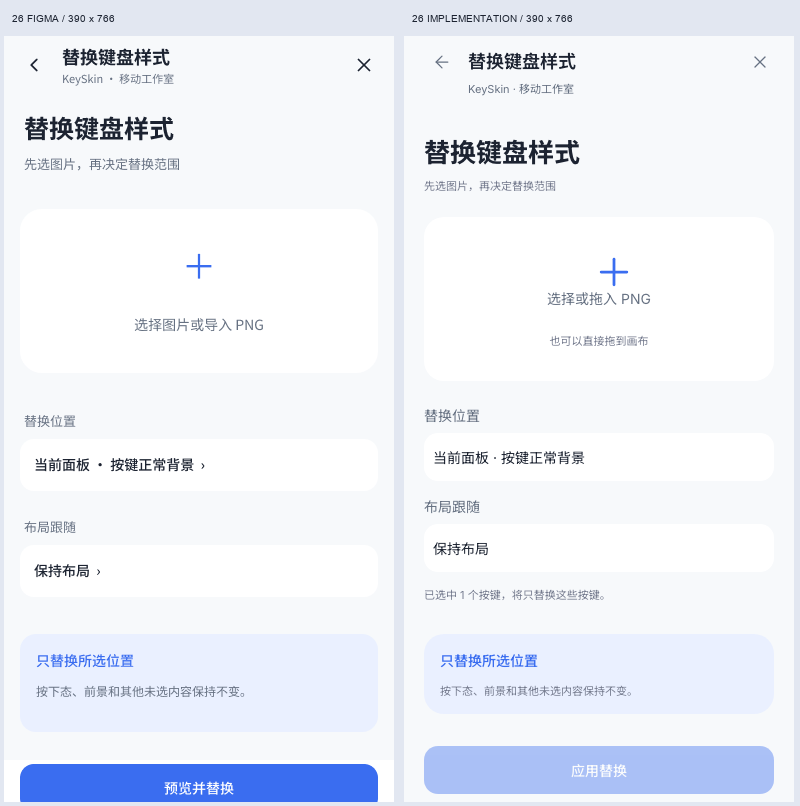 26 FIGMA / 390 x 766
替换键盘样式
KeySkin · 移动工作室
替换键盘样式
先选图片，再决定替换范围
选择图片或导入 PNG
替换位置
当前面板 · 按键正常背景 ›
布局跟随
保持布局 ›
只替换所选位置
按下态、前景和其他未选内容保持不变。
预览并替换
26 IMPLEMENTATION / 390 x 766
替换键盘样式
KeySkin · 移动工作室
替换键盘样式
先选图片，再决定替换范围
选择或拖入 PNG
也可以直接拖到画布
替换位置
当前面板 · 按键正常背景
布局跟随
保持布局
已选中 1 个按键，将只替换这些按键。
只替换所选位置
按下态、前景和其他未选内容保持不变。
应用替换